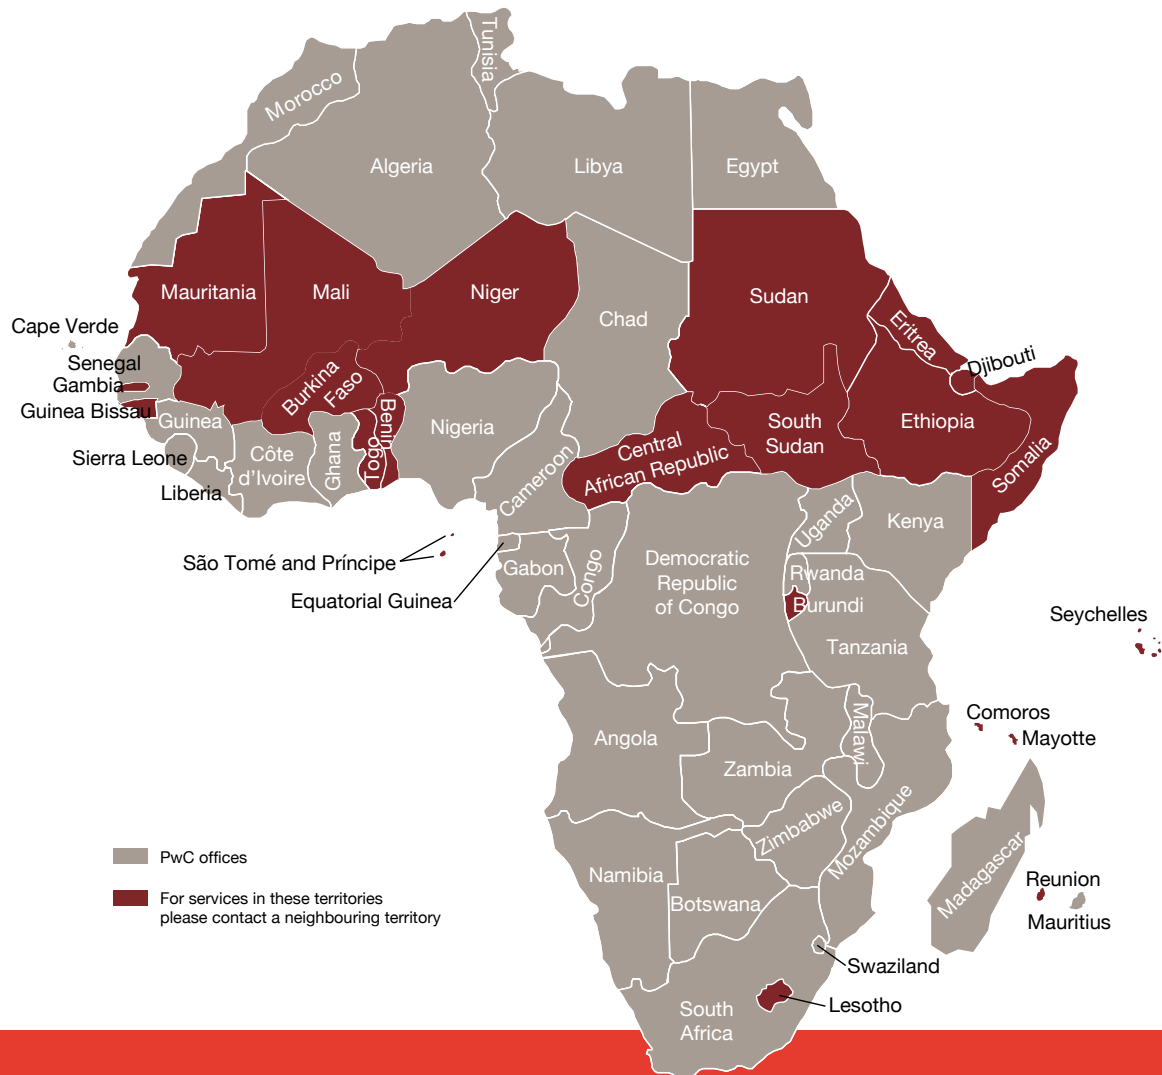 Tunisia
Morocco
Algeria
Libya
Egypt
Mauritania
Mali
Niger
Chad
Sudan
Eritrea
Djibouti
Cape Verde
Senegal
Gambia
Guinea Bissau
Guinea
Sierra Leone
Liberia
Côte
d'Ivoire
Burkina
Faso
Ghana
Togo
Benin
Nigeria
Cameroon
Central
African Republic
South
Sudan
Ethiopia
Somalia
São Tomé and Príncipe
Equatorial Guinea
Gabon
Congo
Democratic
Republic
of Congo
Uganda
Kenya
Rwanda
Burundi
Tanzania
Seychelles
Comoros
Mayotte
Angola
Zambia
Malawi
Mozambique
Zimbabwe
Namibia
Botswana
Madagascar
Reunion
Mauritius
Swaziland
Lesotho
South
Africa
PwC offices
For services in these territories
please contact a neighbouring territory